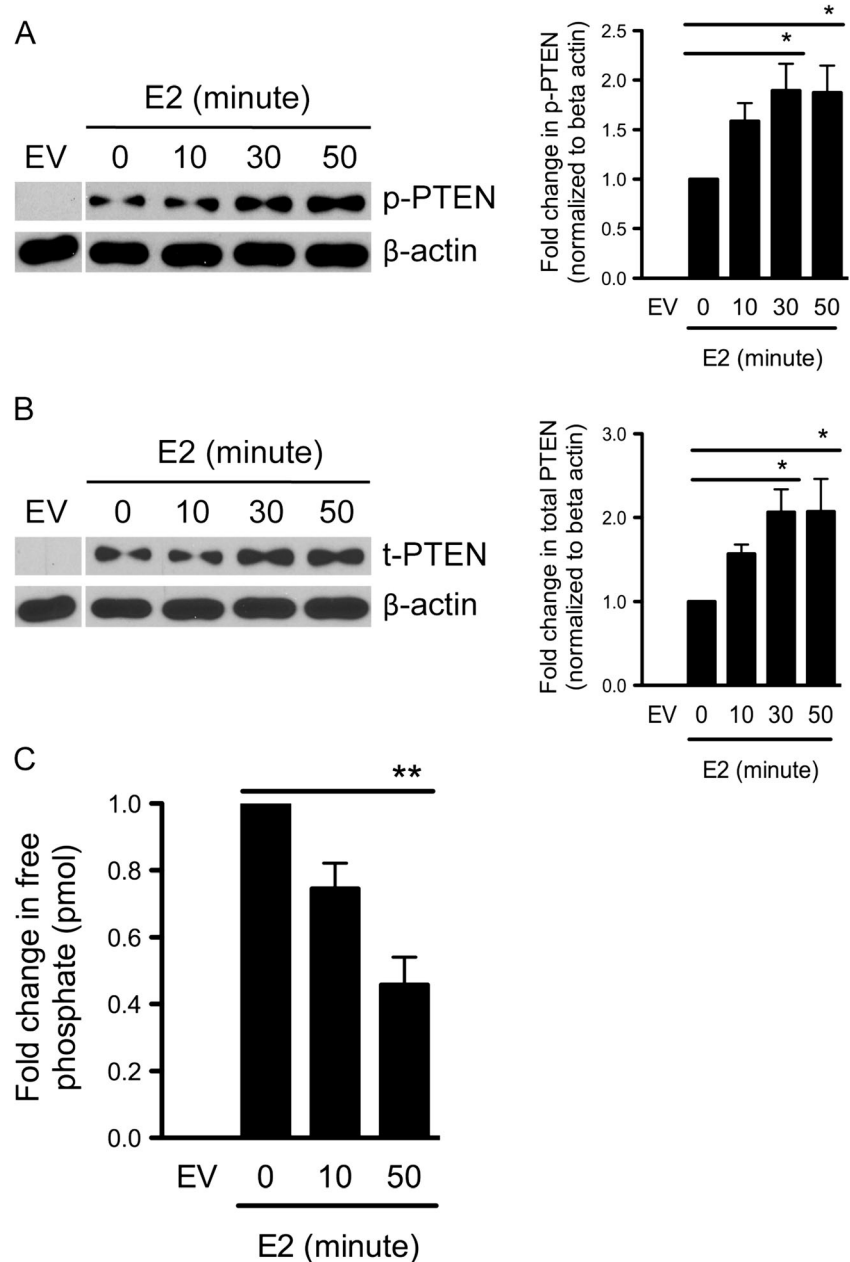 A
E2 (minute)
EV 0 10 30 50
p-PTEN
β-actin
Fold change in p-PTEN
(normalized to beta actin)
2.5
2.0
1.5
1.0
0.5
0.0
*
*
EV 0 10 30 50
E2 (minute)
B
E2 (minute)
EV 0 10 30 50
t-PTEN
β-actin
Fold change in total PTEN
(normalized to beta actin)
3.0
2.0
1.0
0.0
*
*
EV 0 10 30 50
E2 (minute)
C
Fold change in free
phosphate (pmol)
1.0
0.8
0.6
0.4
0.2
0.0
**
EV 0 10 50
E2 (minute)